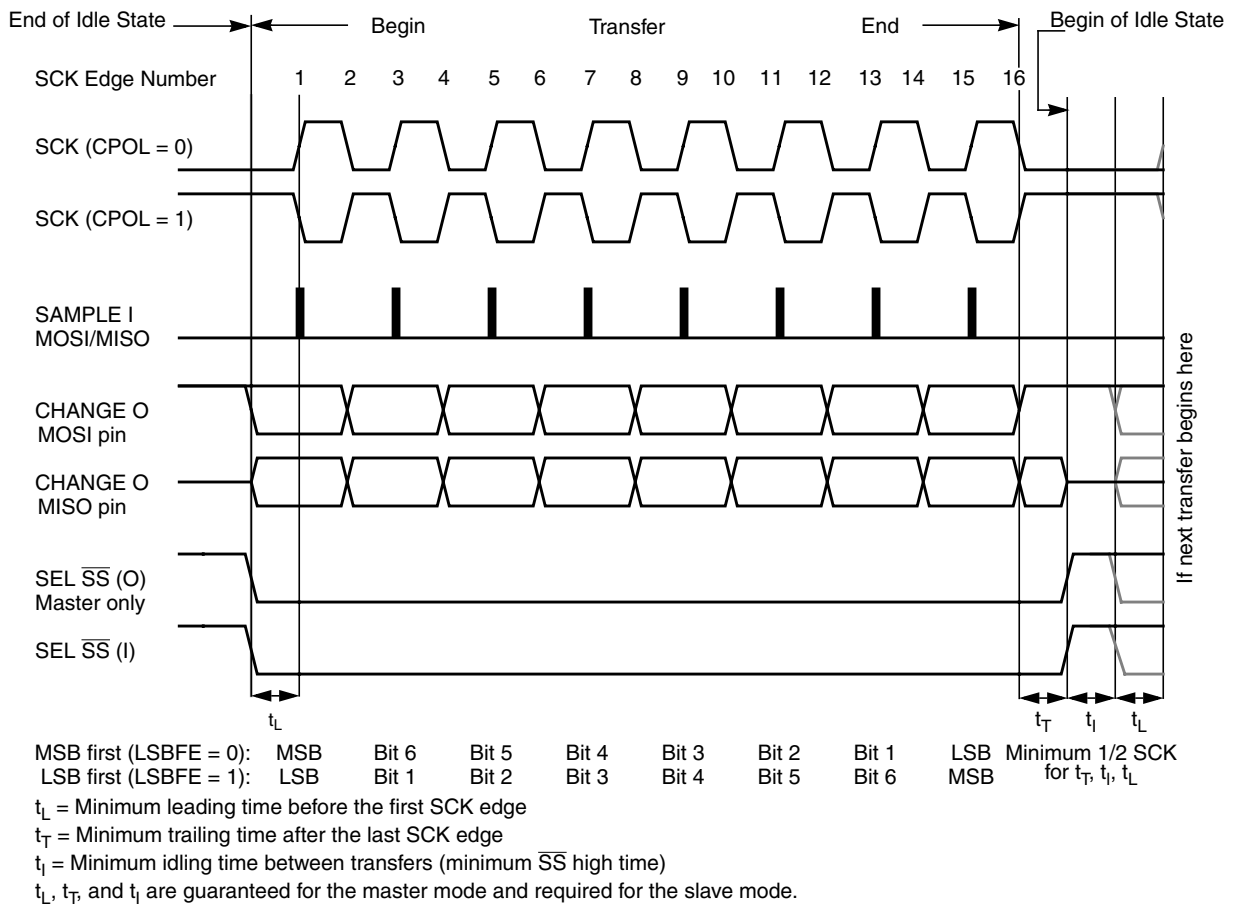 End of Idle State Begin Transfer End Begin of Idle State
SCK Edge Number 1 2 3 4 5 6 7 8 9 10 11 12 13 14 15 16
SCK (CPOL = 0)
SCK (CPOL = 1)
SAMPLE I
MOSI/MISO
CHANGE O
MOSI pin
CHANGE O
MISO pin
SEL SS (O)
Master only
SEL SS (I)
If next transfer begins here
tL tT tI tL
MSB first (LSBFE = 0): MSB Bit 6 Bit 5 Bit 4 Bit 3 Bit 2 Bit 1 LSB Minimum 1/2 SCK
LSB first (LSBFE = 1): LSB Bit 1 Bit 2 Bit 3 Bit 4 Bit 5 Bit 6 MSB for tT, tI, tL
tL = Minimum leading time before the first SCK edge
tT = Minimum trailing time after the last SCK edge
tI = Minimum idling time between transfers (minimum SS high time)
tL, tT, and tI are guaranteed for the master mode and required for the slave mode.